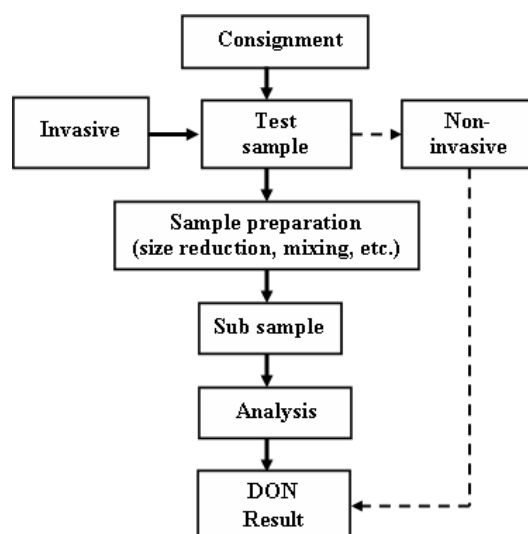 Consignment
Invasive
Test
sample
Non-
invasive
Sample preparation
(size reduction, mixing, etc.)
Sub sample
Analysis
DON
Result